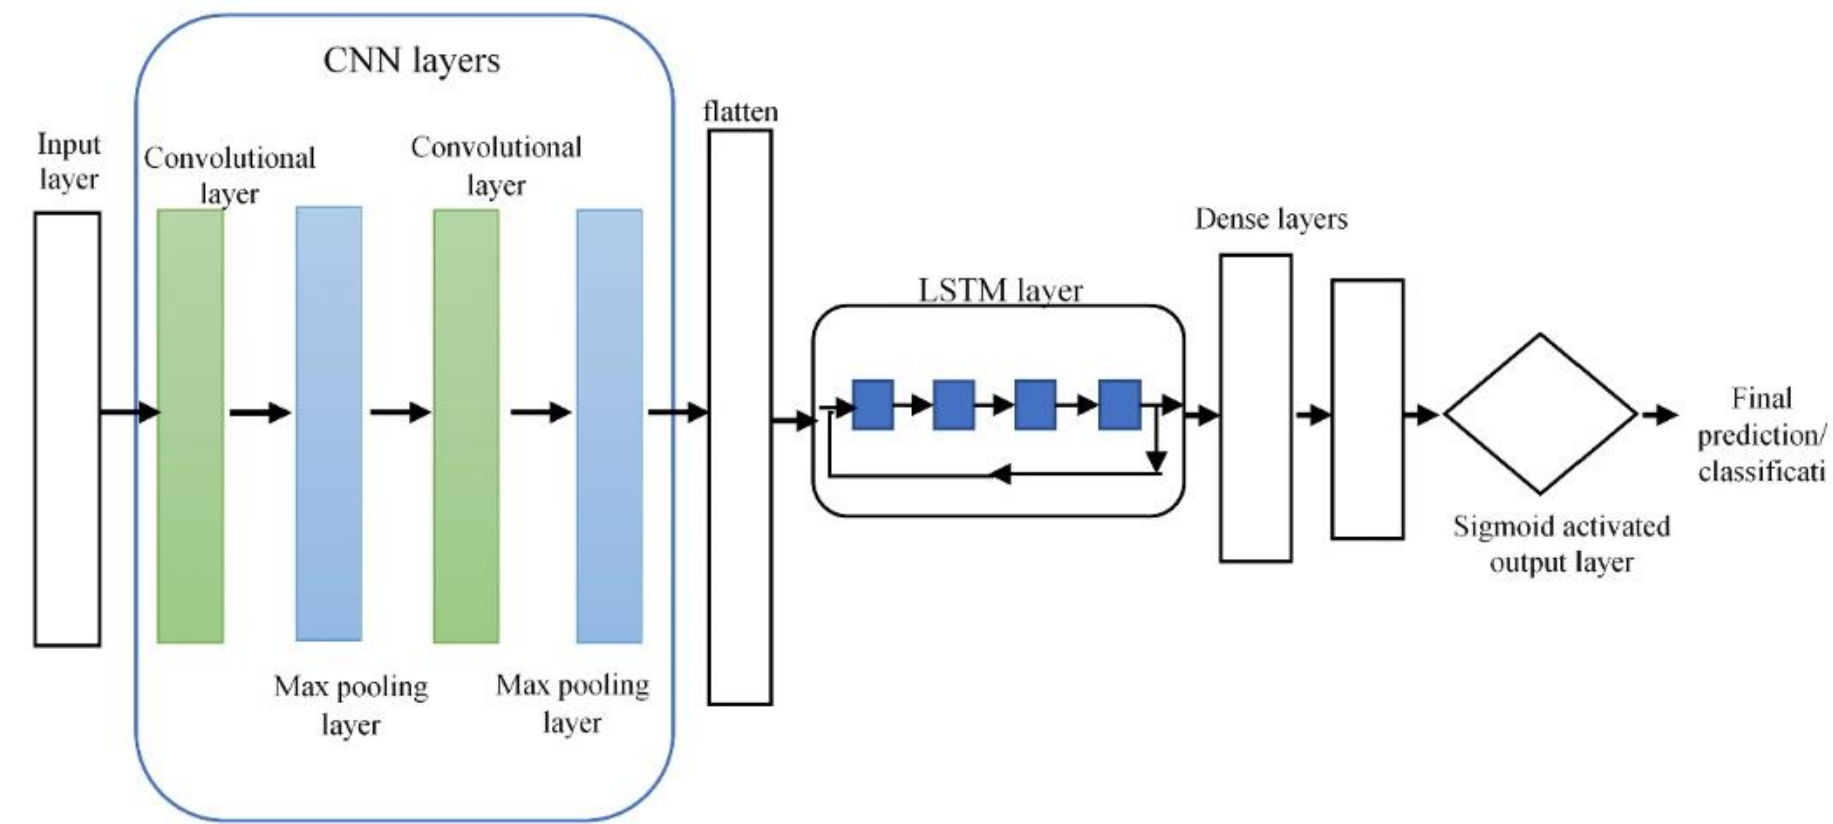 CNN layers
Input
layer
Convolutional
layer
Convolutional
layer
Max pooling
layer
Max pooling
layer
flatten
LSTM layer
Dense layers
Sigmoid activated
output layer
Final
prediction/
classificati